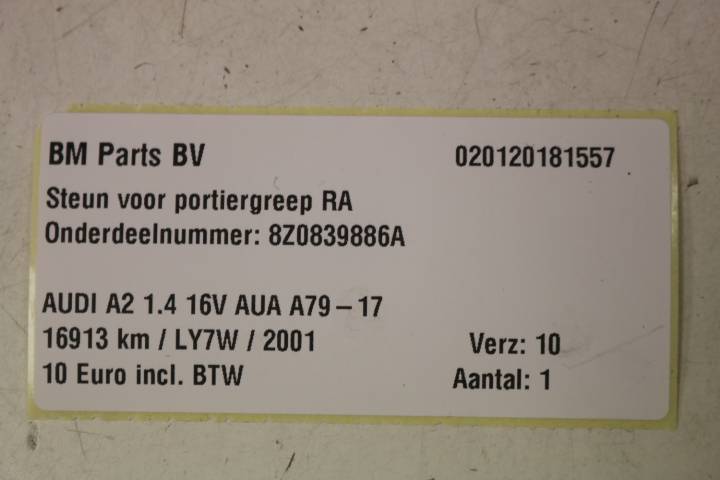 BM Parts BV 020120181557
Steun voor portiergreep RA
Onderdeelnummer: 8Z0839886A
AUDI A2 1.4 16V AUA A79 – 17
16913 km / LY7W / 2001 Verz: 10
10 Euro incl. BTW Aantal: 1